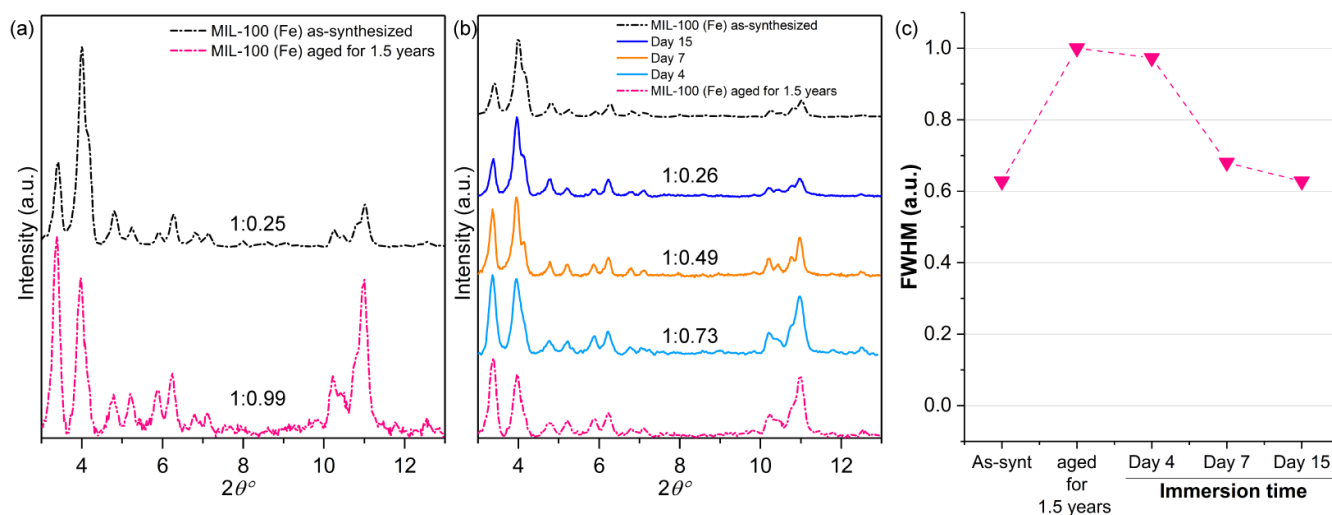 (a)
MIL-100 (Fe) as-synthesized
MIL-100 (Fe) aged for 1.5 years
1:0.25
1:0.99
Intensity (a.u.)
4
6
8
10
12
2θ°
(b)
MIL-100 (Fe) as-synthesized
Day 15
Day 7
Day 4
MIL-100 (Fe) aged for 1.5 years
1:0.26
1:0.49
1:0.73
Intensity (a.u.)
4
6
8
10
12
2θ°
(c)
1.0
0.8
0.6
0.4
0.2
0.0
FWHM (a.u.)
As-synt
aged
for
1.5 years
Day 4
Day 7
Day 15
Immersion time